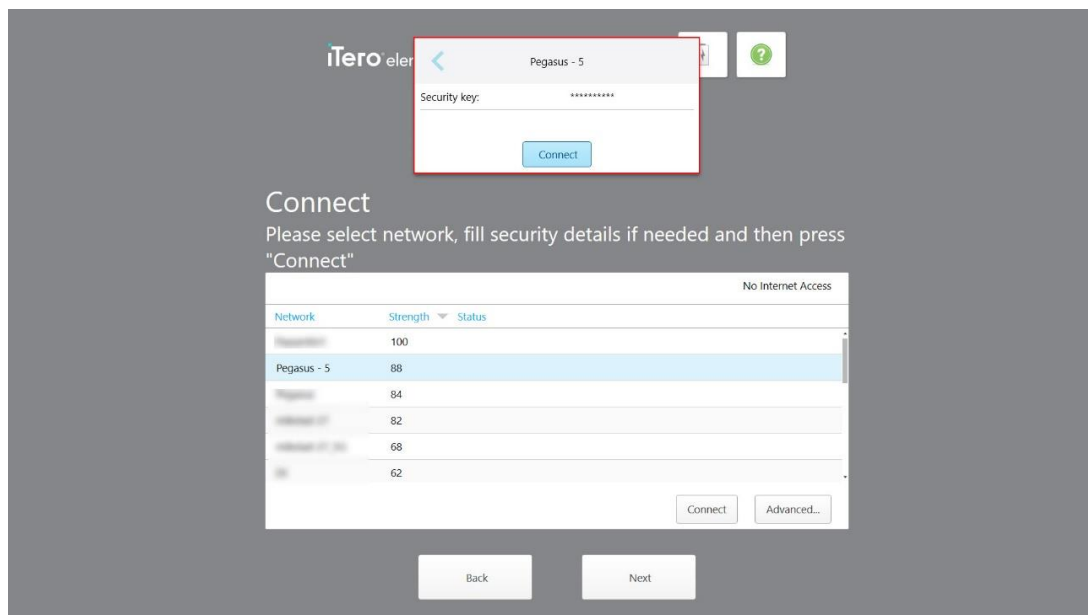 iTero eler
Pegasus - 5
Security key: **********
Connect
Connect
Please select network, fill security details if needed and then press
"Connect"
No Internet Access
Network Strength Status
100
Pegasus - 5 88
84
82
68
62
Connect Advanced...
Back Next